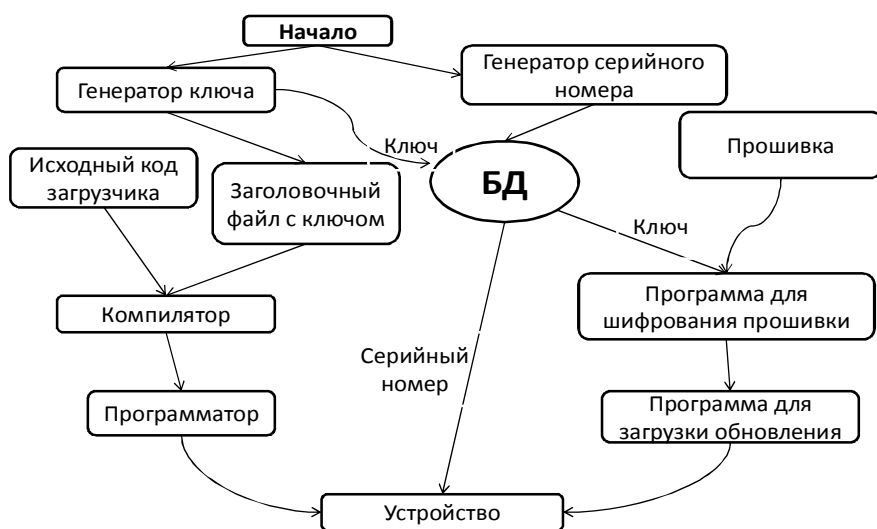 Начало
Генератор ключа
Генератор серийного
номера
Ключ
Прошивка
Исходный код
загрузчика
Заголовочный
файл с ключом
БД
Ключ
Компилятор
Программа для
шифрования прошивки
Серийный
номер
Программатор
Программа для
загрузки обновления
Устройство